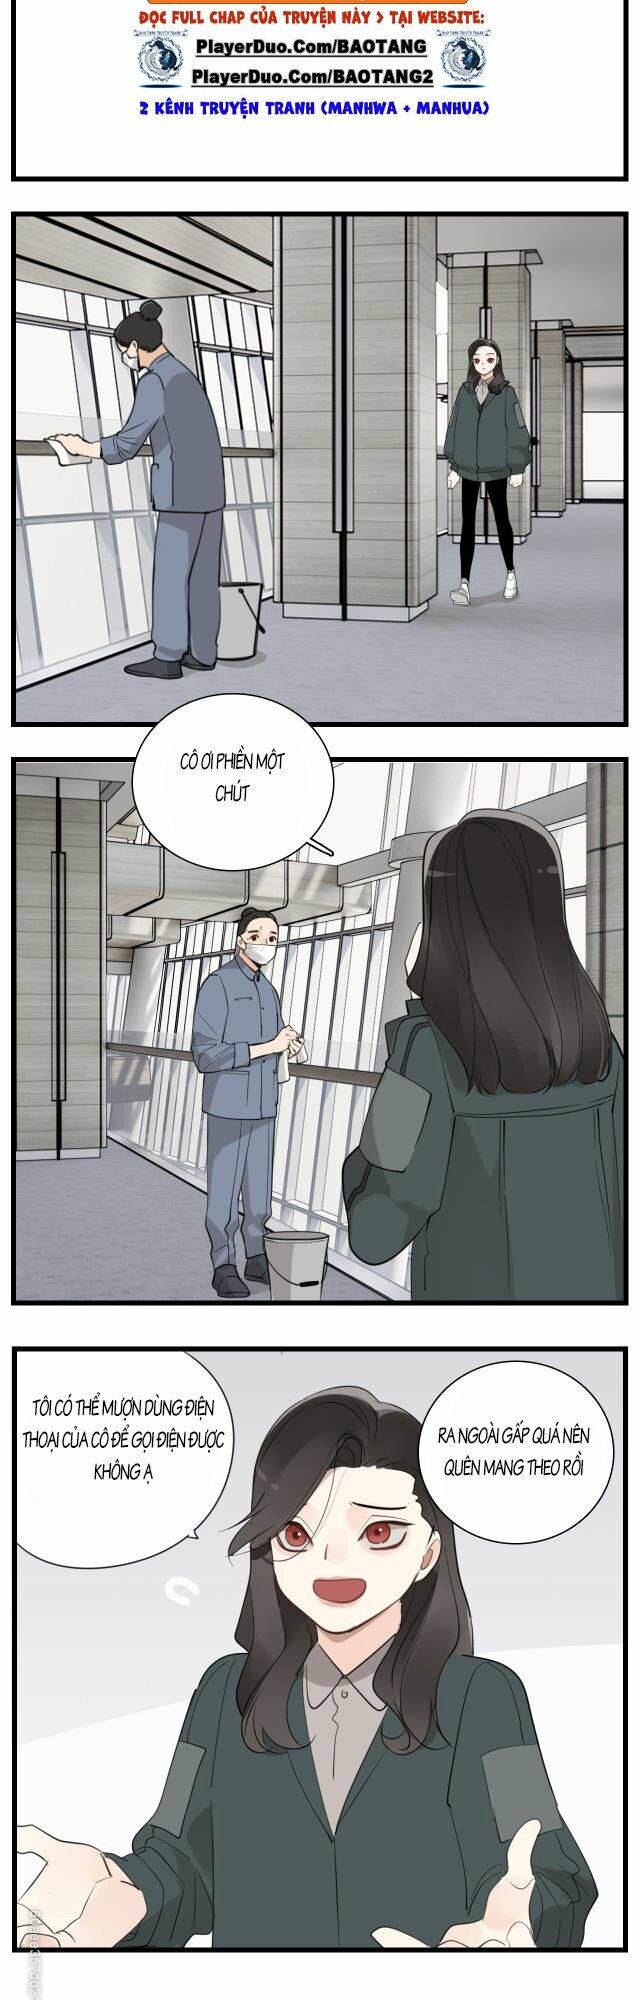 ĐỌC FULL CHAP CỦA TRUYỆN NÀY > TẠI WEBSITE:
PlayerDuo.Com/BAOTANG
PlayerDuo.Com/BAOTANG2
2 KÊNH TRUYỆN TRANH (MANHWA + MANHUA)
CÔ ƠI PHIỀN MỘT
CHÚT
TÔI CÓ THỂ MƯỢN DÙNG ĐIỆN
THOẠI CỦA CÔ ĐỂ GỌI ĐIỆN ĐƯỢC
KHÔNG Ạ
RA NGOÀI GẤP QUÁ NÊN
QUÊN MANG THEO RỒI